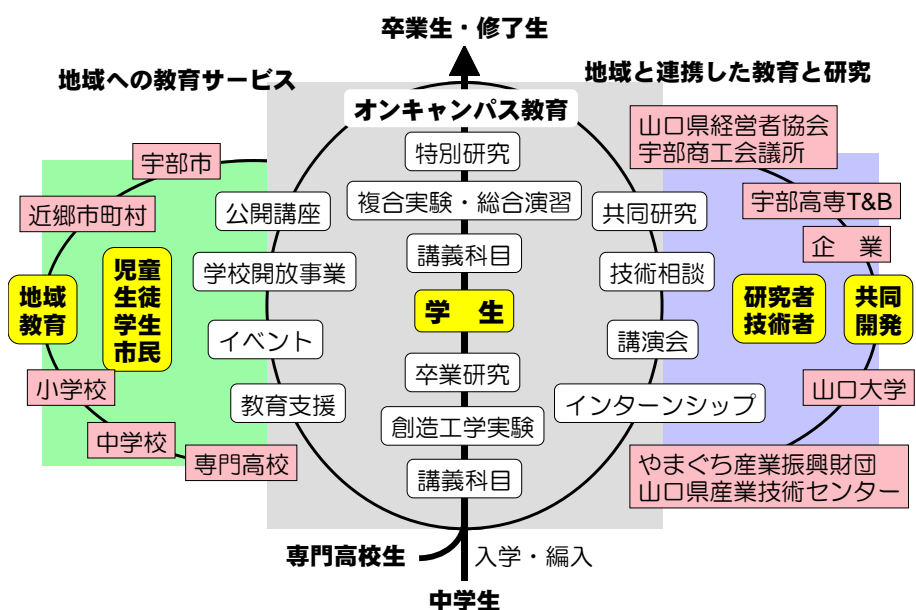 卒業生・修了生
地域への教育サービス
地域と連携した教育と研究
オンキャンパス教育
特別研究
複合実験・総合演習
講義科目
学　生
卒業研究
創造工学実験
講義科目
宇部市
近郷市町村
地域
教育
児童
生徒
学生
市民
小学校
中学校
専門高校
公開講座
学校開放事業
イベント
教育支援
共同研究
技術相談
講演会
インターンシップ
山口県経営者協会
宇部商工会議所
宇部高専T&B
企　業
研究者
技術者
共同
開発
山口大学
やまぐち産業振興財団
山口県産業技術センター
専門高校生
入学・編入
中学生